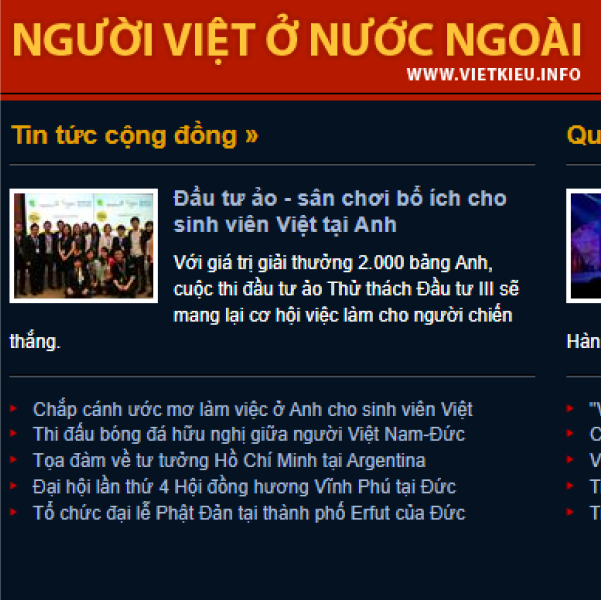 NGƯỜI VIỆT Ở NƯỚC NGOÀI
WWW.VIETKIEU.INFO
Tin tức cộng đồng »
Đầu tư ảo - sân chơi bổ ích cho
sinh viên Việt tại Anh
Với giá trị giải thưởng 2.000 bảng Anh,
cuộc thi đầu tư ảo Thử thách Đầu tư III sẽ
mang lại cơ hội việc làm cho người chiến
thắng.
Chắp cánh ước mơ làm việc ở Anh cho sinh viên Việt
Thi đấu bóng đá hữu nghị giữa người Việt Nam-Đức
Tọa đàm về tư tưởng Hồ Chí Minh tại Argentina
Đại hội lần thứ 4 Hội đồng hương Vĩnh Phú tại Đức
Tổ chức đại lễ Phật Đản tại thành phố Erfut của Đức
Qu
Hàn